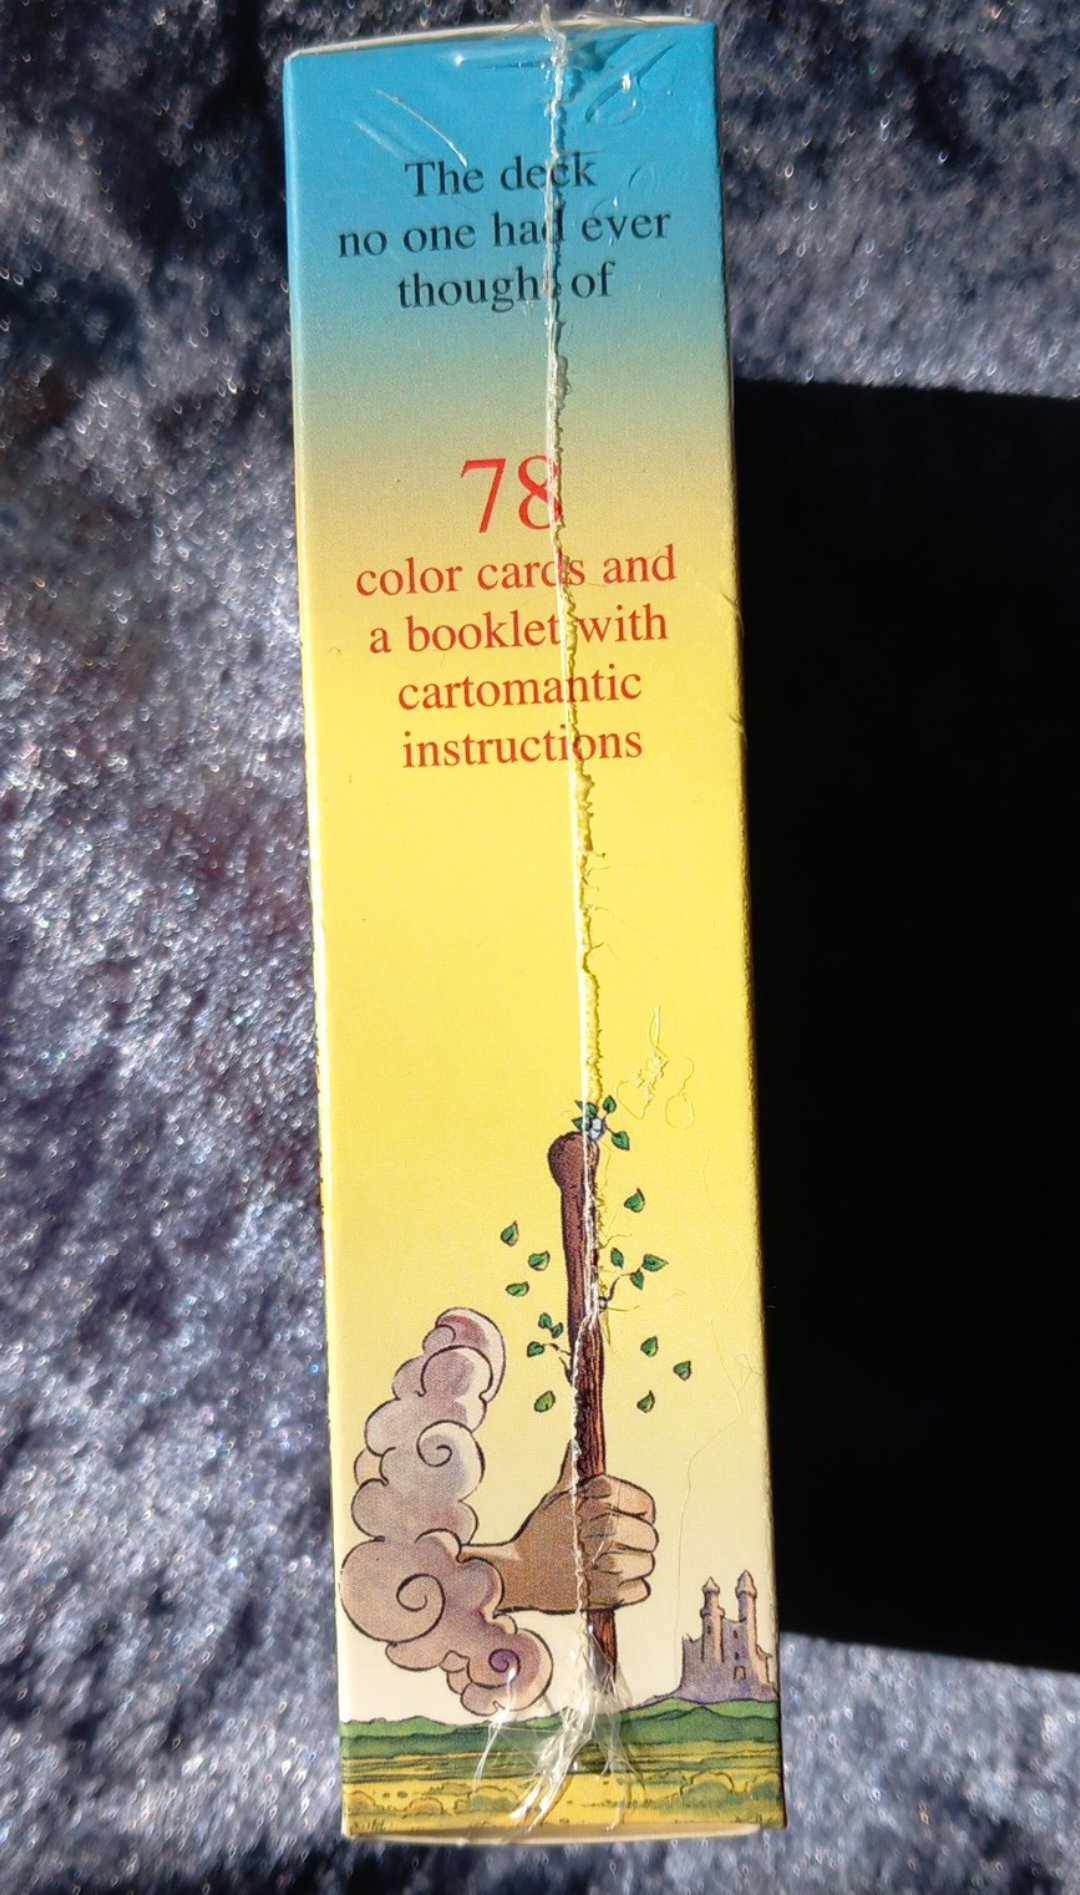 The deck
no one had ever
thought of
78
color cards and
a booklet with
cartomantic
instructions